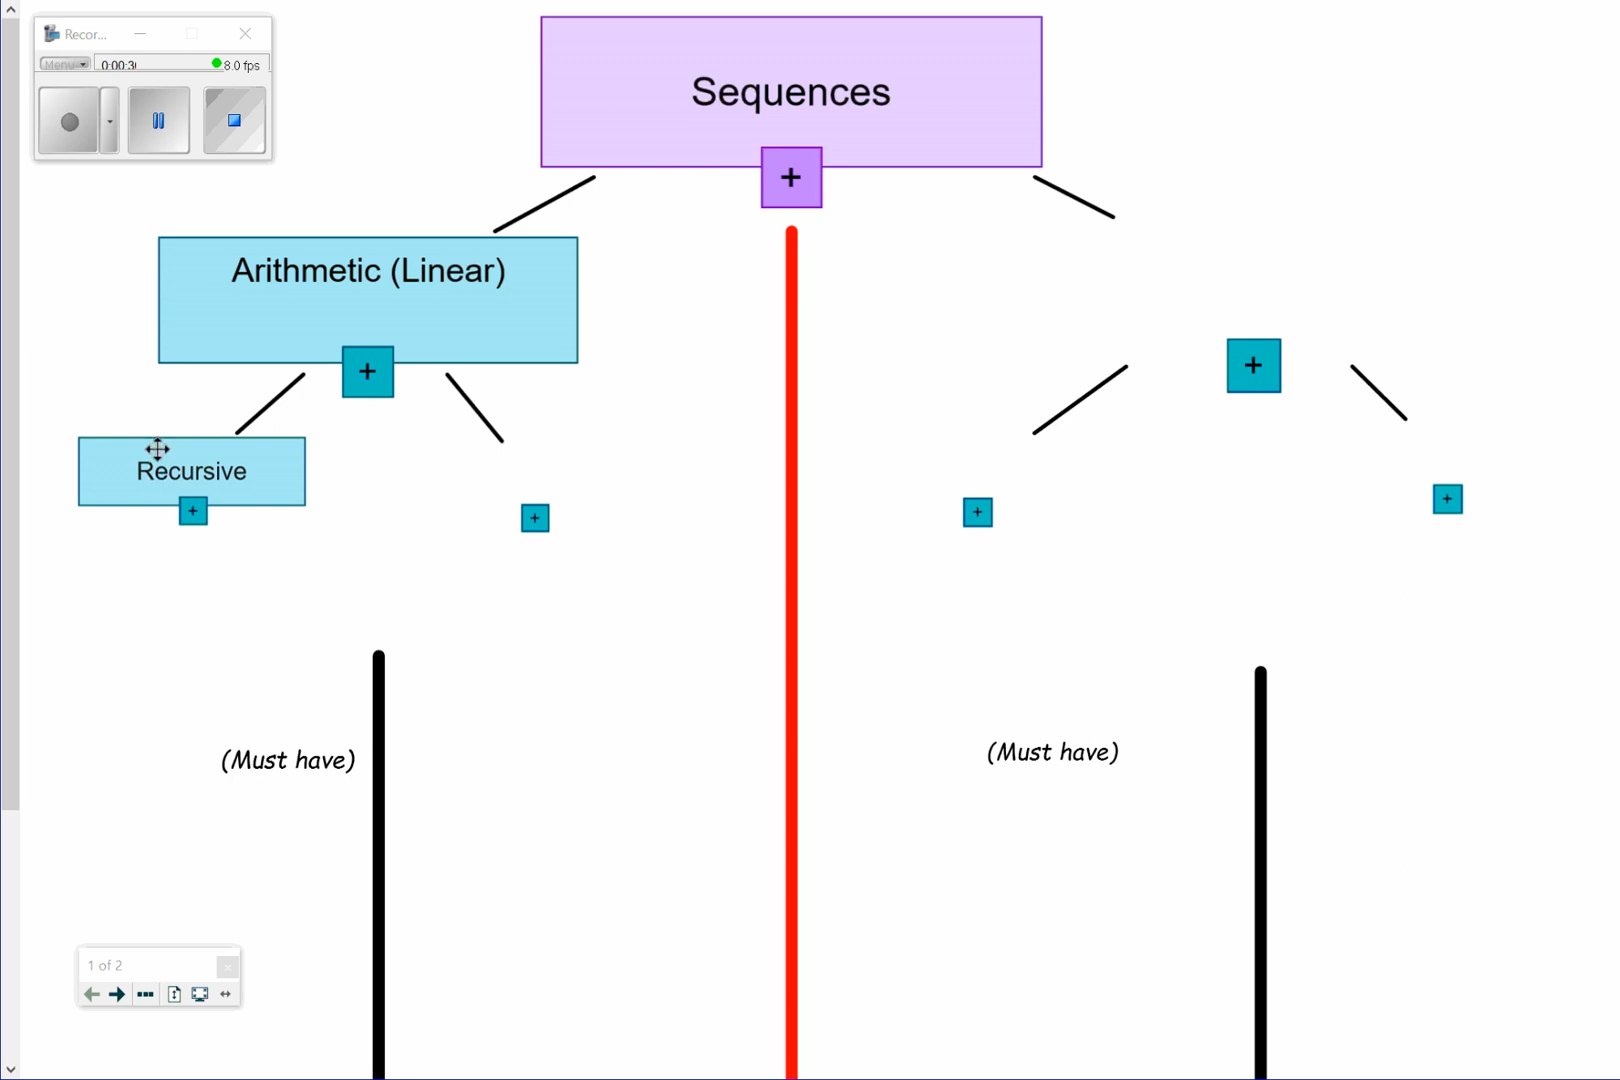 Recor...
Menu
0:00:3
8.0 fps
Sequences
+
Arithmetic (Linear)
+
+
Recursive
+
+
+
+
(Must have)
(Must have)
1 of 2